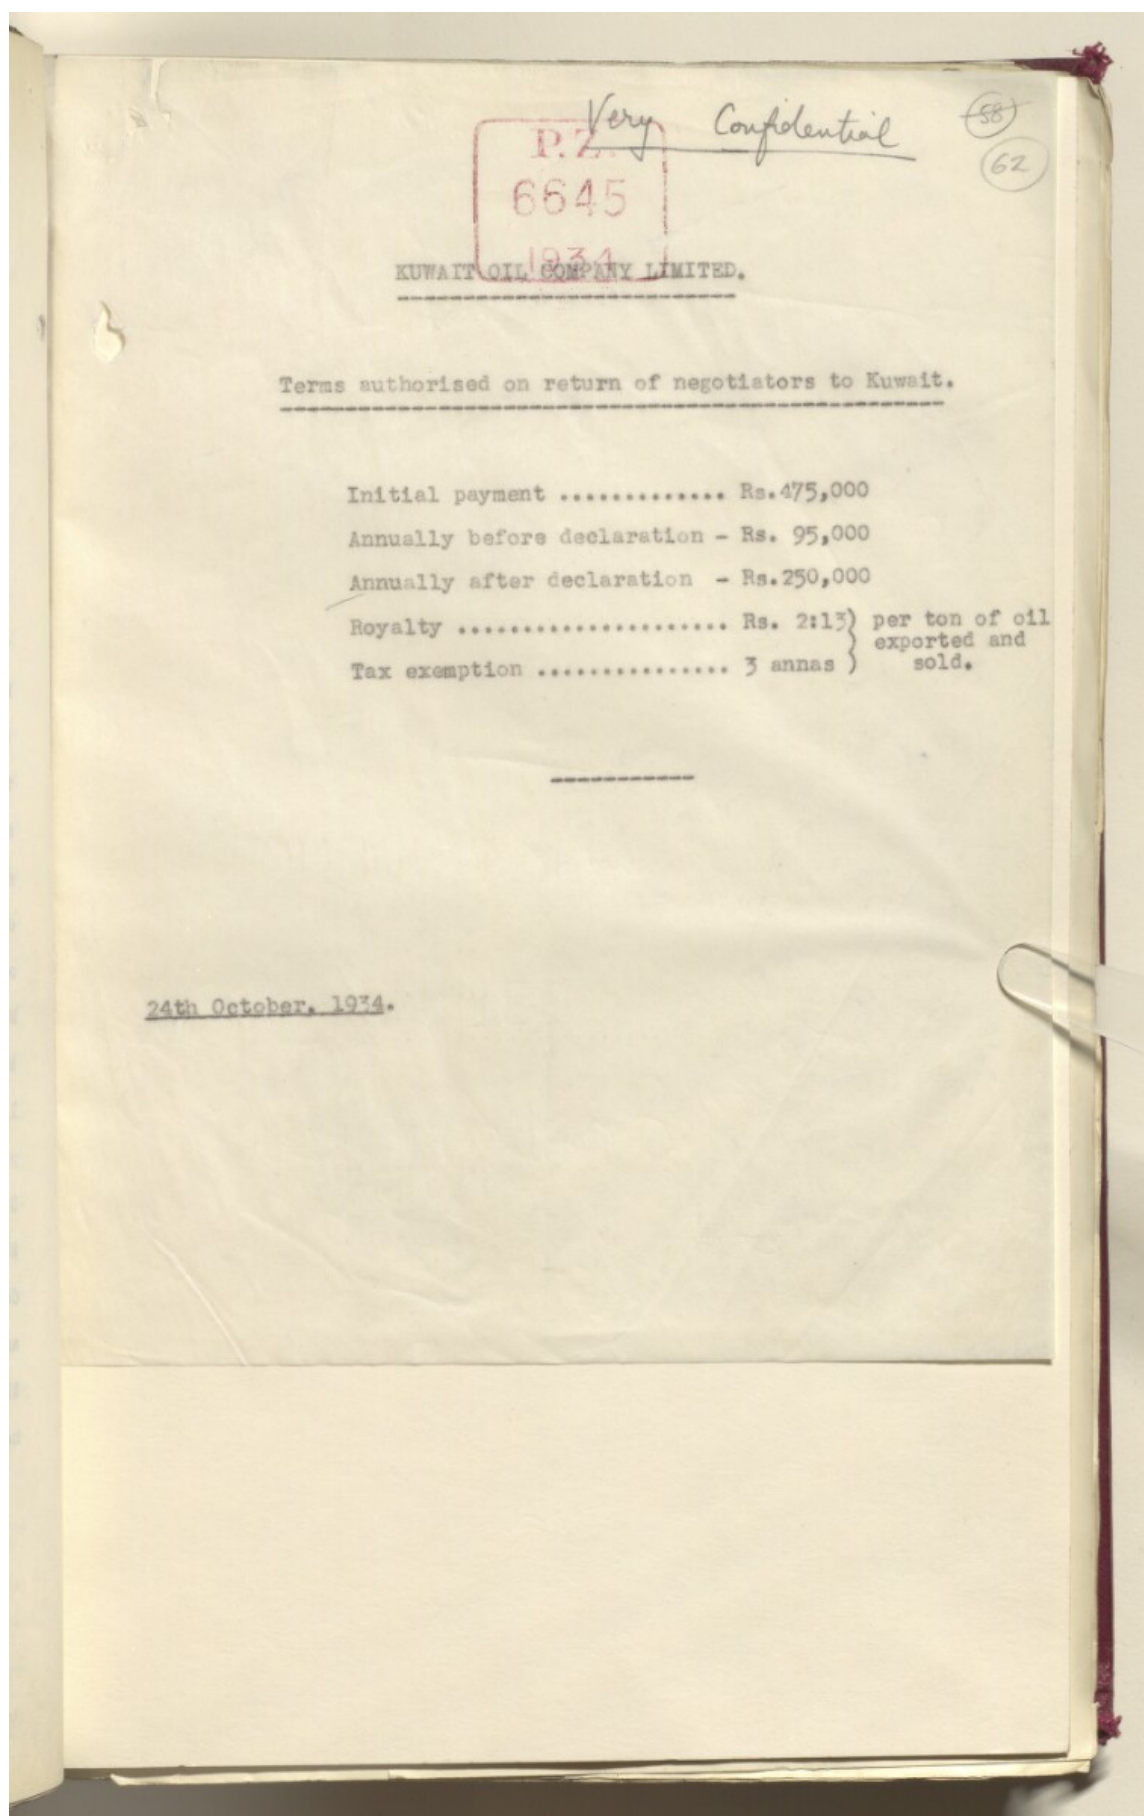 Very Confidential
58
62
P.Z.
6645
1934
KUWAIT OIL COMPANY LIMITED.
Terms authorised on return of negotiators to Kuwait.
Initial payment ............. Rs.475,000
Annually before declaration - Rs. 95,000
Annually after declaration - Rs.250,000
Royalty ..................... Rs. 2:13) per ton of oil
) exported and
Tax exemption ............... 3 annas ) sold.
24th October, 1934.